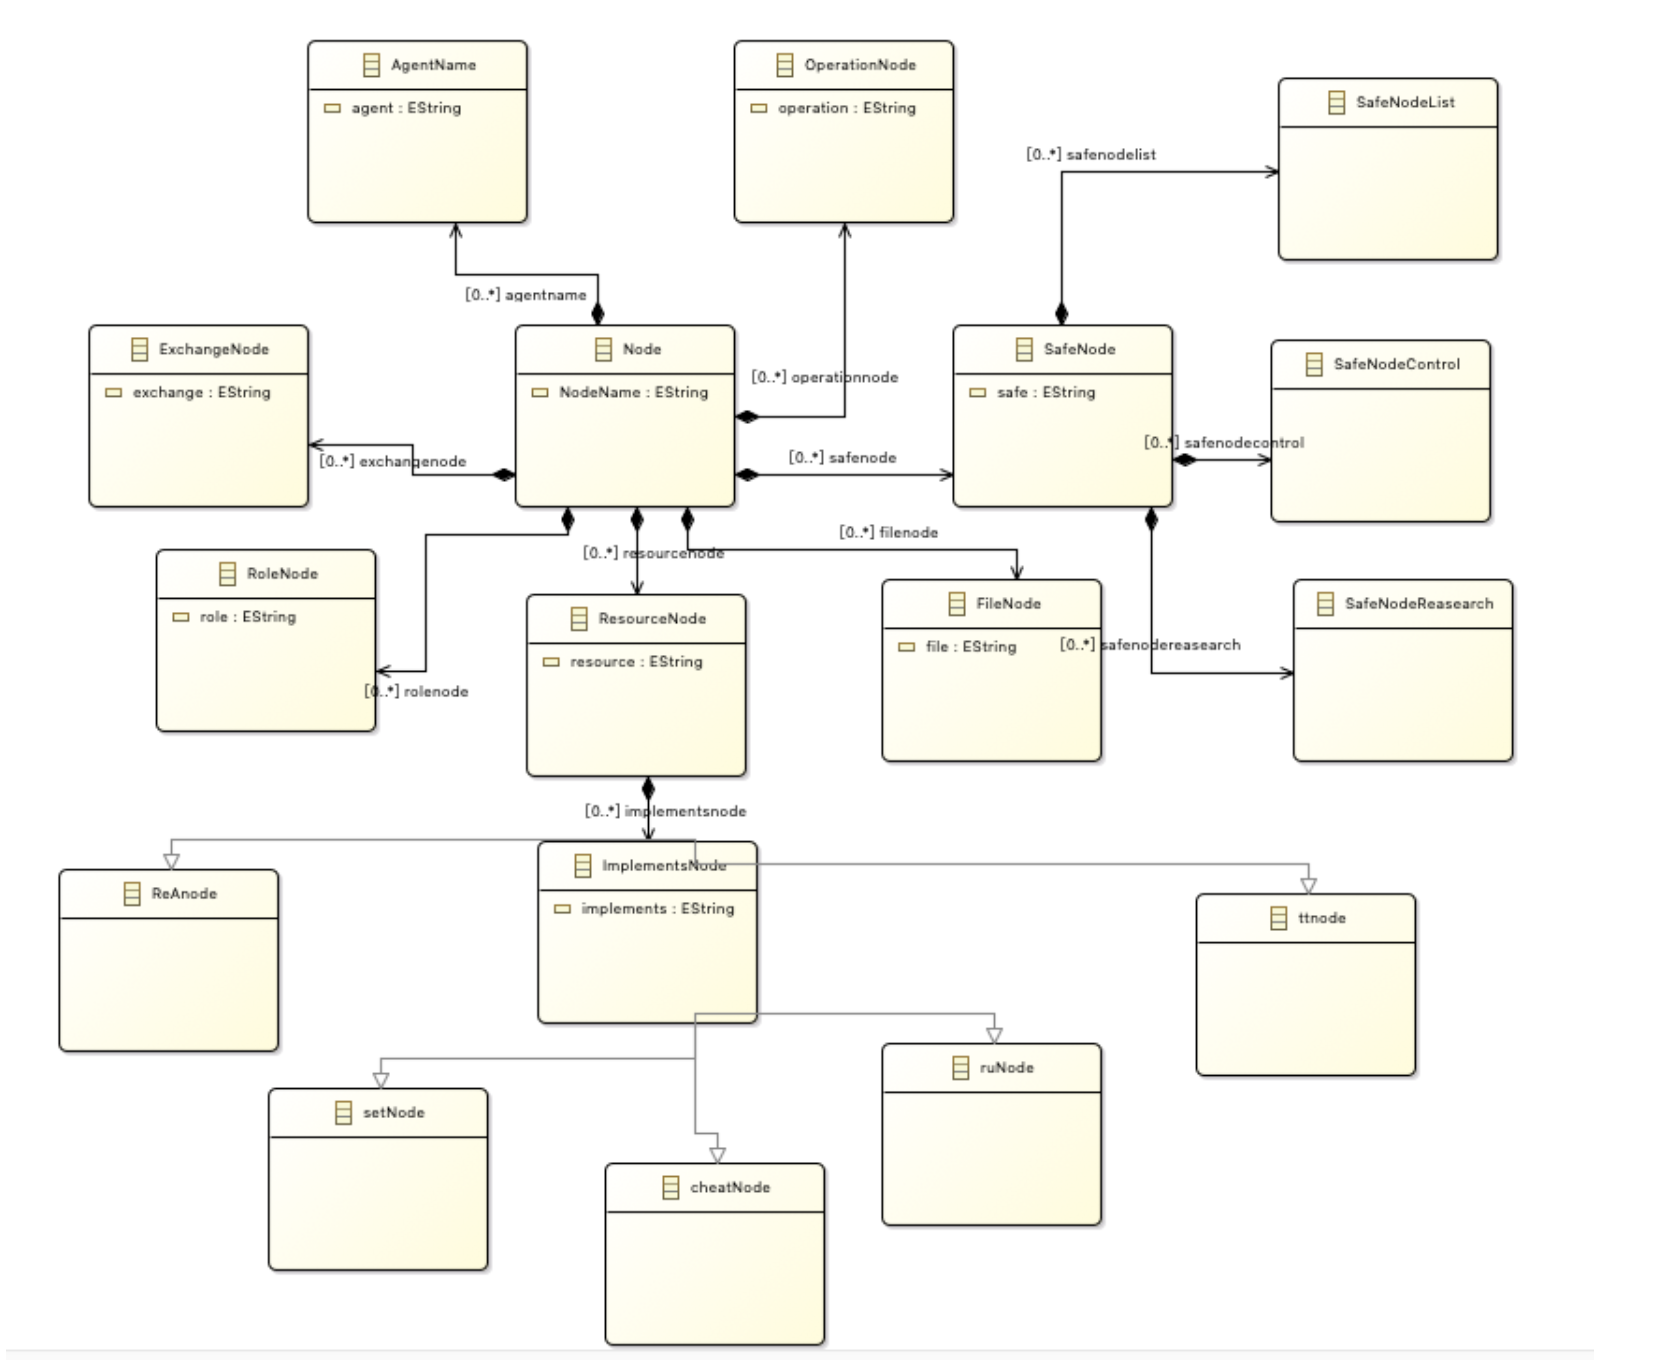 AgentName
agent : EString
OperationNode
operation : EString
SafeNodeList
[0..*] safenodelist
[0..*] agentname
ExchangeNode
exchange : EString
[0..*] exchangenode
Node
NodeName : EString
[0..*] operationnode
[0..*] safenode
SafeNode
safe : EString
SafeNodeControl
[0..*] safenodecontrol
RoleNode
role : EString
[0..*] rolenode
[0..*] resourcenode
ResourceNode
resource : EString
[0..*] filenode
FileNode
file : EString
[0..*] safenodereasearch
SafeNodeReasearch
[0..*] implementsnode
ImplementsNode
implements : EString
ReAnode
ttnode
setNode
ruNode
cheatNode